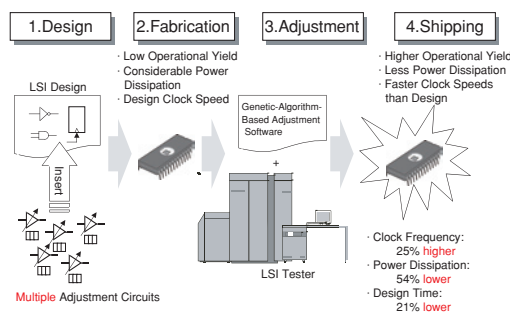 1.Design
2.Fabrication
3.Adjustment
4.Shipping
LSI Design
Insert
Multiple Adjustment Circuits
· Low Operational Yield
· Considerable Power
Dissipation
· Design Clock Speed
Genetic-Algorithm-
Based Adjustment
Software
+
LSI Tester
· Higher Operational Yield
· Less Power Dissipation
· Faster Clock Speeds
than Design
· Clock Frequency:
25% higher
· Power Dissipation:
54% lower
· Design Time:
21% lower